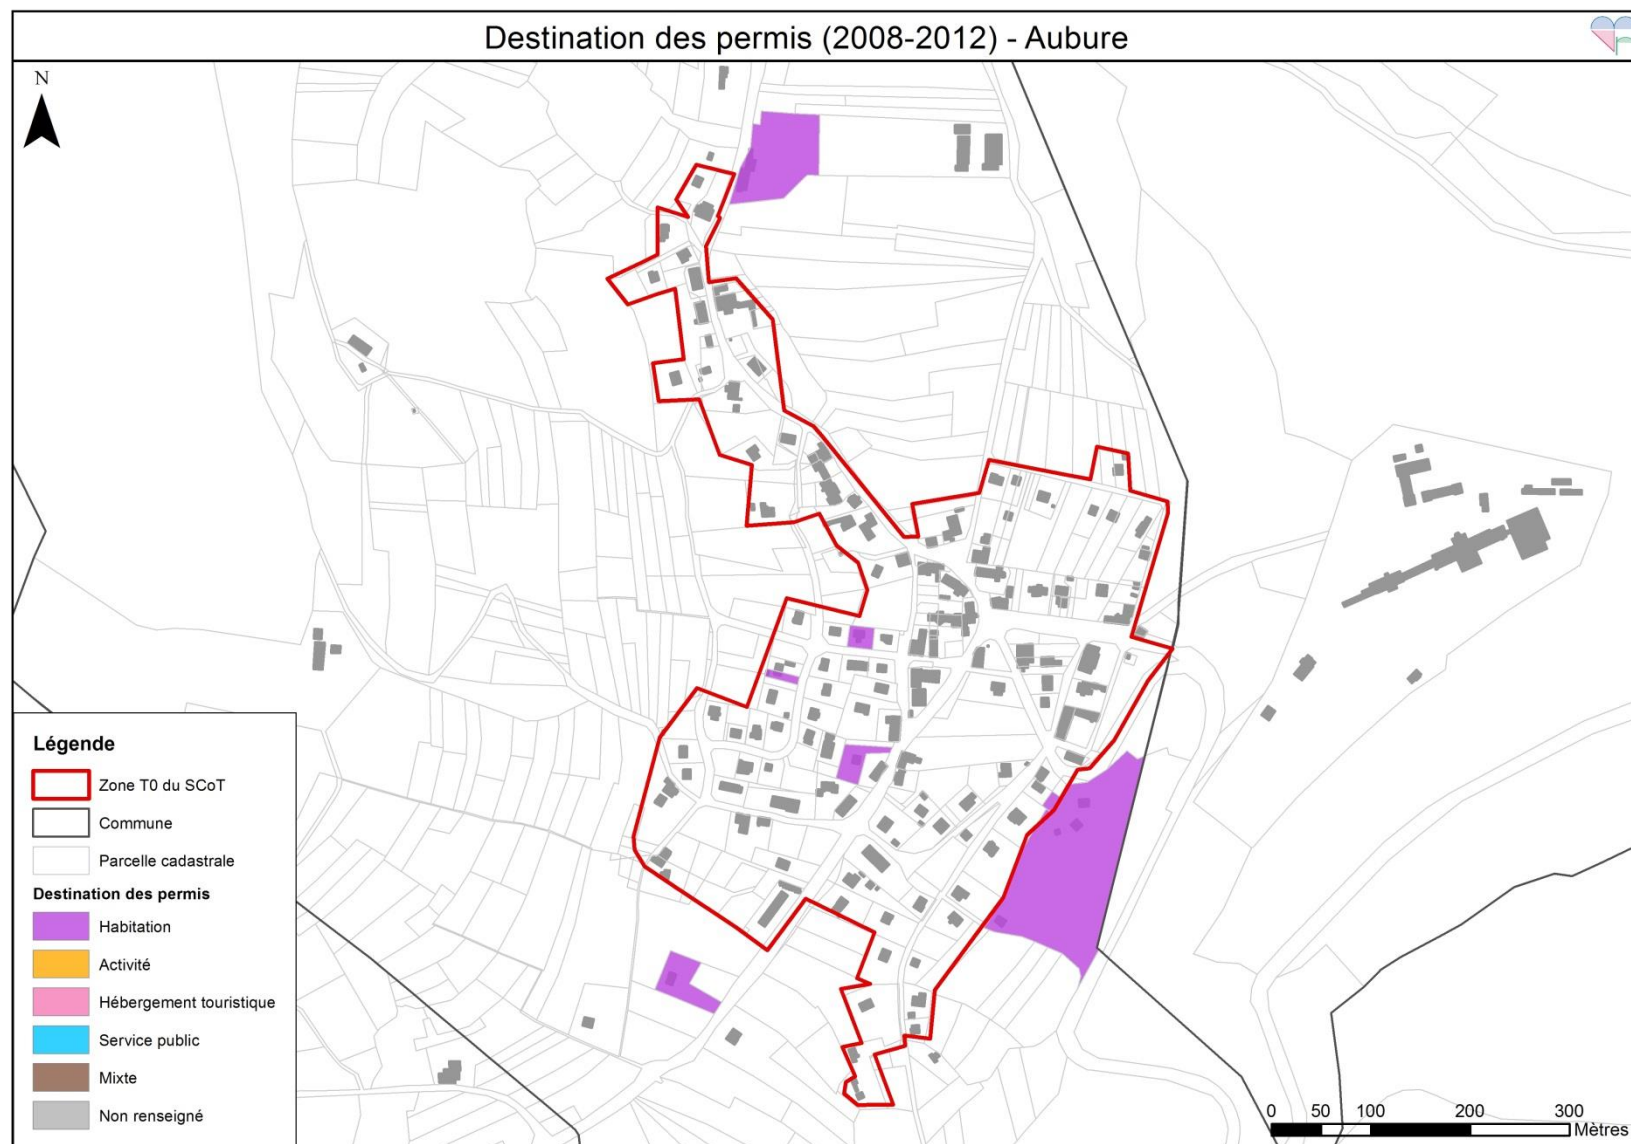 Destination des permis (2008-2012) - Aubure
N
Légende
Zone T0 du SCoT
Commune
Parcelle cadastrale
Destination des permis
Habitation
Activité
Hébergement touristique
Service public
Mixte
Non renseigné
0 50 100 200 300
Mètres